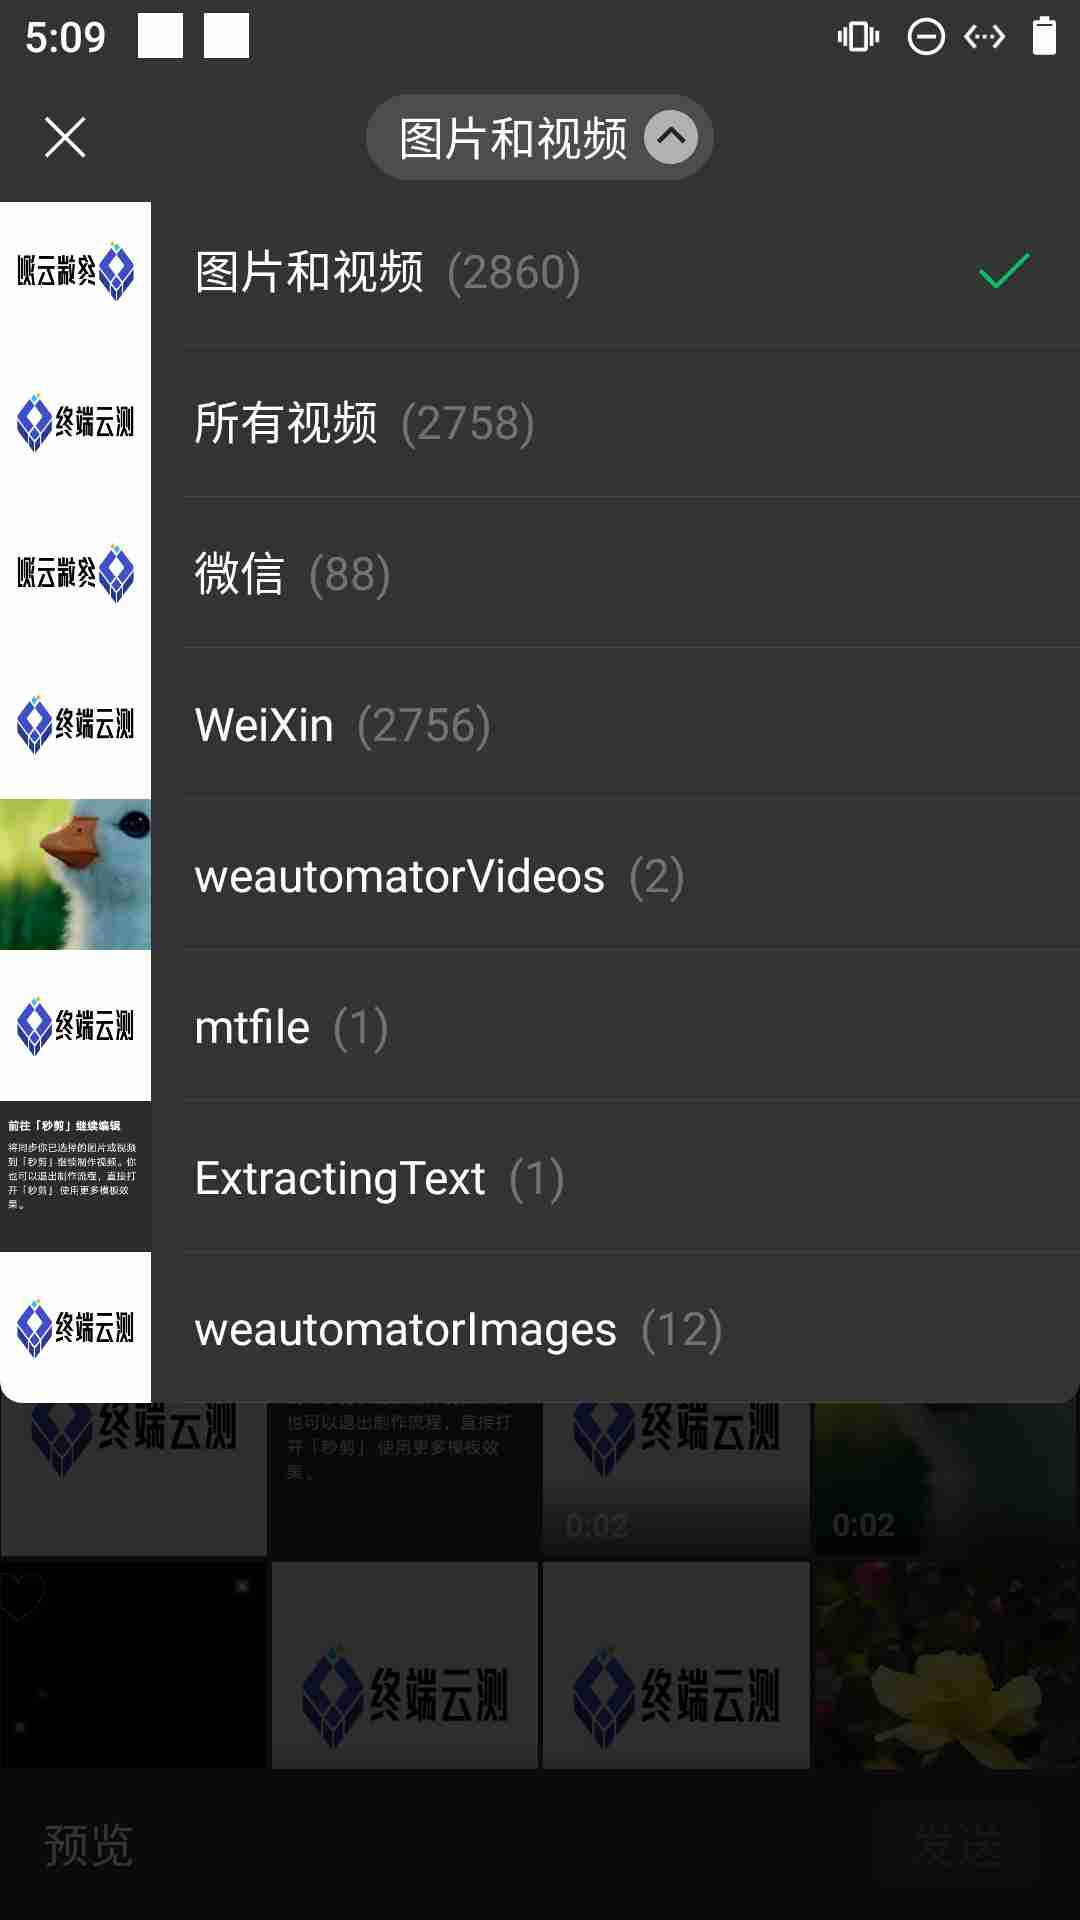 5:09
图片和视频
图片和视频 (2860)
终端云测
所有视频 (2758)
终端云测
微信 (88)
终端云测
WeiXin (2756)
终端云测
weautomatorVideos (2)
mtfile (1)
终端云测
前往「秒剪」继续编辑
将同步你已选择的图片或视频
到「秒剪」继续制作视频。你
也可以退出制作流程，直接打
开「秒剪」使用更多模板效
果。
ExtractingText (1)
weautomatorImages (12)
终端云测
终端云测
也可以退出制作流程，直接打
开「秒剪」使用更多模板效
果。
终端云测
0:02
0:02
终端云测
终端云测
预览
发送